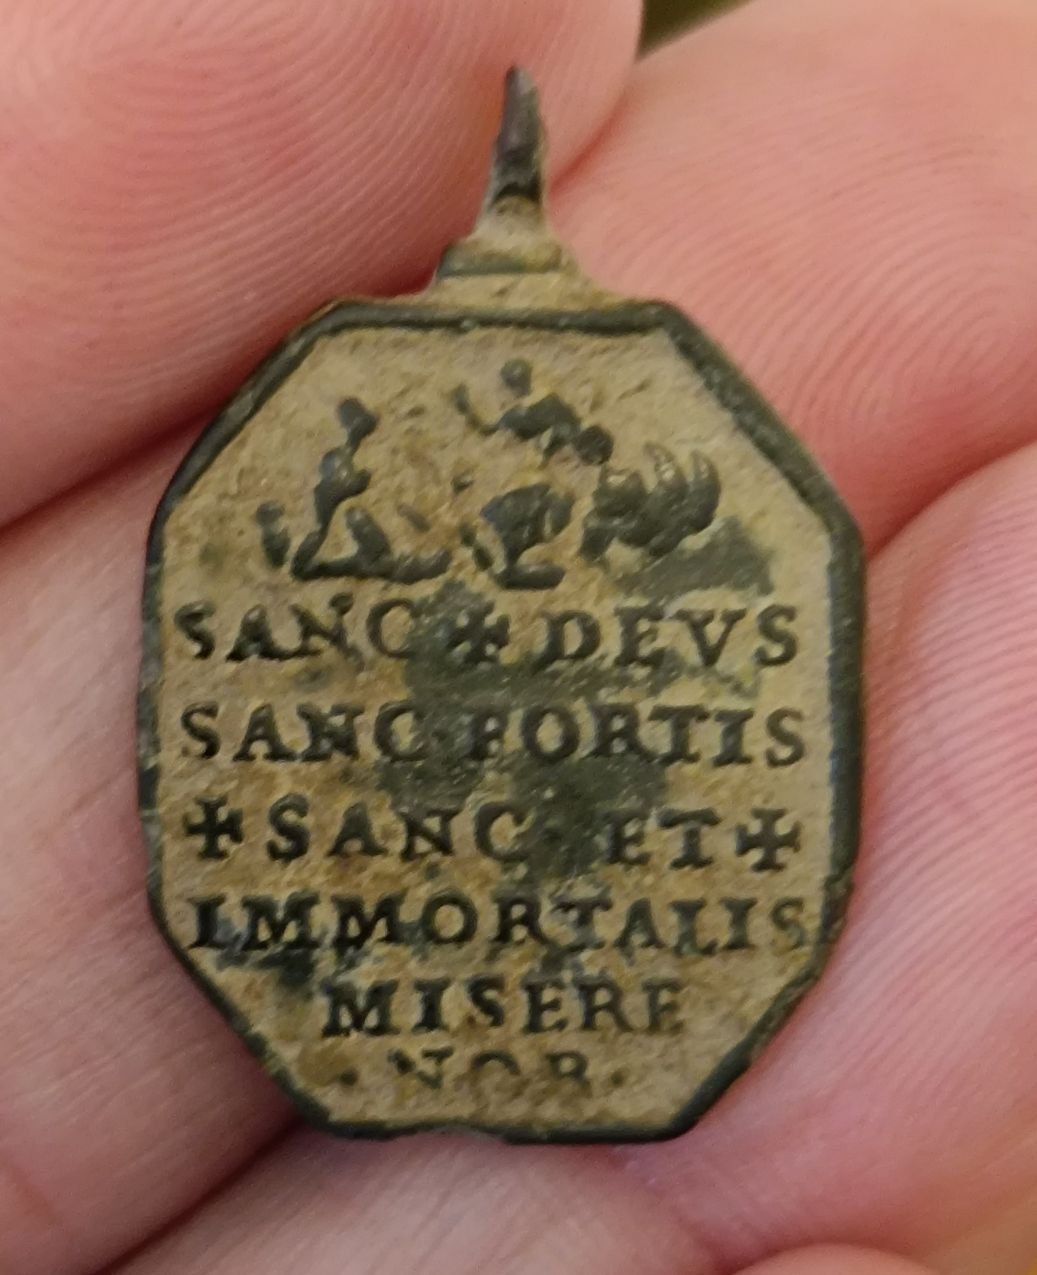 SANC ✠ DEVS
SANC FORTIS
✠ SANC · ET ✠
IMMORTALIS
MISERE
· NOB ·